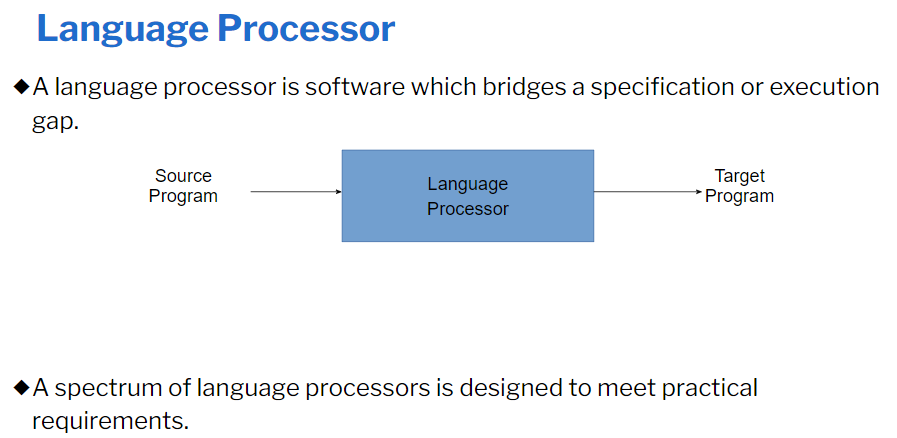 Language Processor
◆A language processor is software which bridges a specification or execution
gap.
Source
Program
Language
Processor
Target
Program
◆A spectrum of language processors is designed to meet practical
requirements.